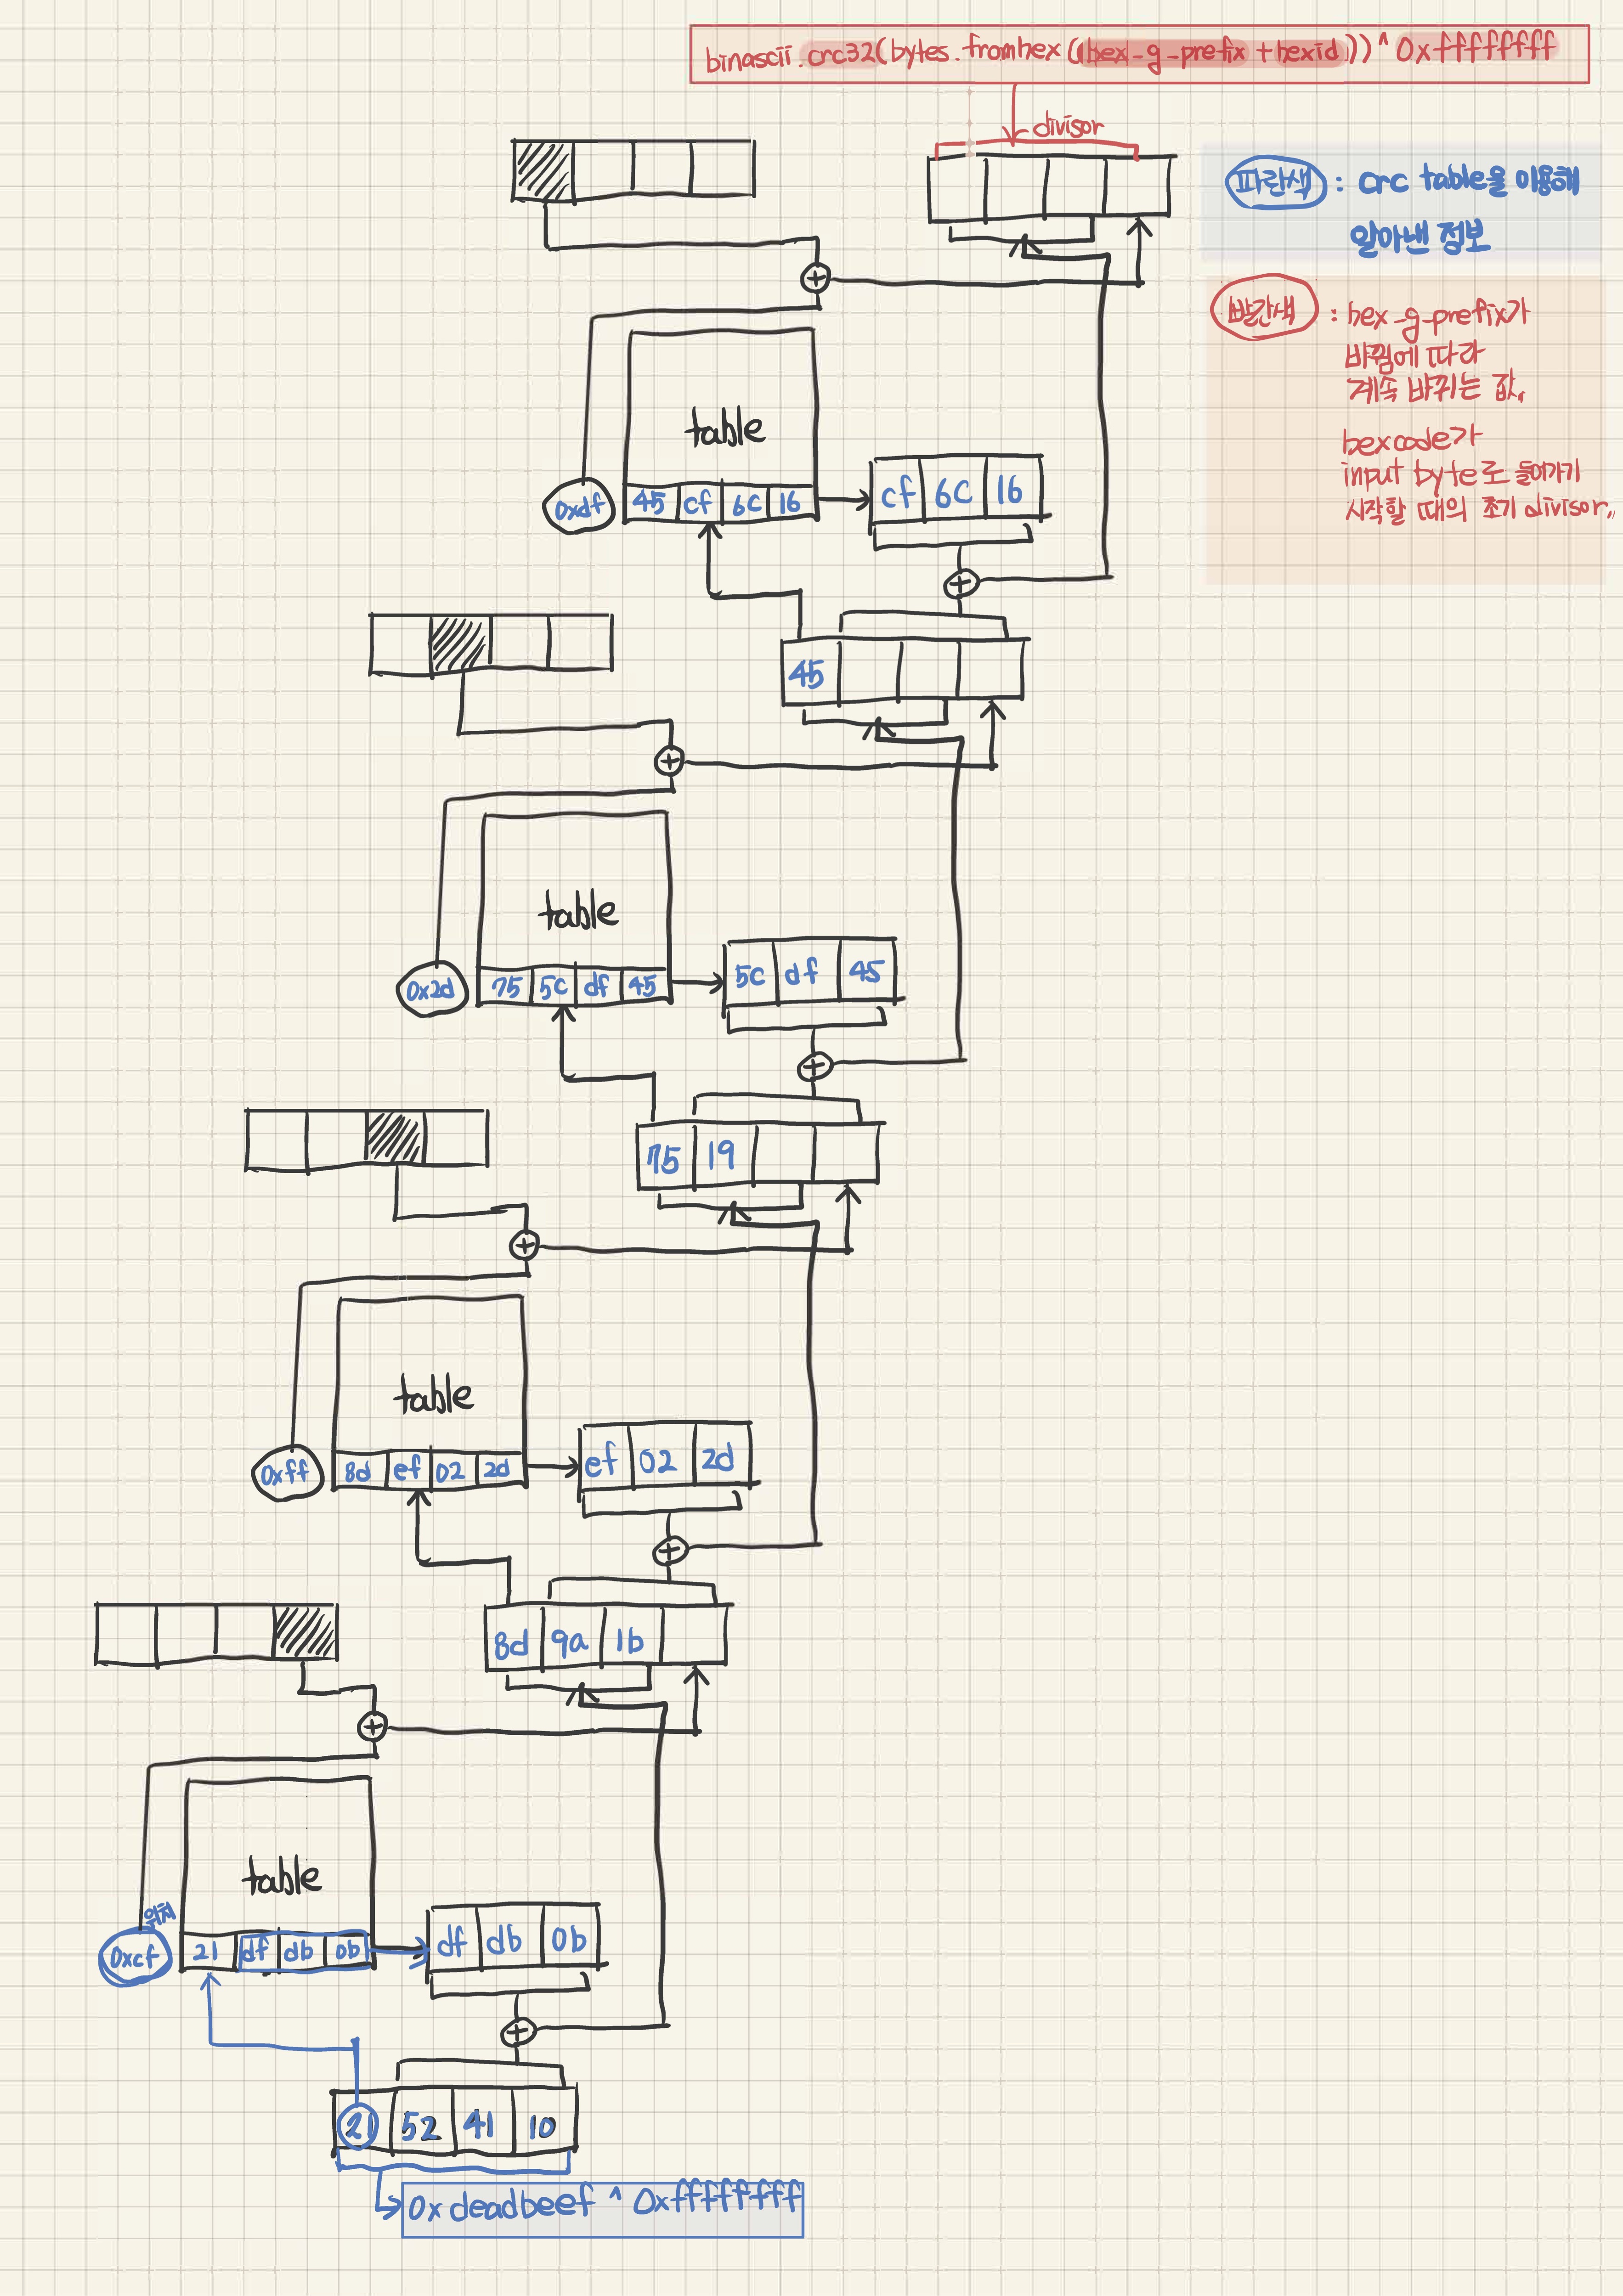 binascii.crc32(bytes.fromhex(hex-g-prefix + hexid)) ^ 0xffffffff
divisor
파란색 : crc table을 이용해
알아낸 정보
빨간색 : hex-g-prefix가
바뀜에 따라
계속 바뀌는 값.
hexcode가
input byte로 들어가기
시작할 때의 초기 divisor,,
table
0xdf 45 cf 6c 16
cf 6c 16
45
table
0x2d 75 5c df 45
5c df 45
75 19
table
0xff 8d ef 02 2d
ef 02 2d
8d 9a 1b
table
위치
0xcf 21 df db 0b
df db 0b
21 52 41 10
0xdeadbeef ^ 0xffffffff